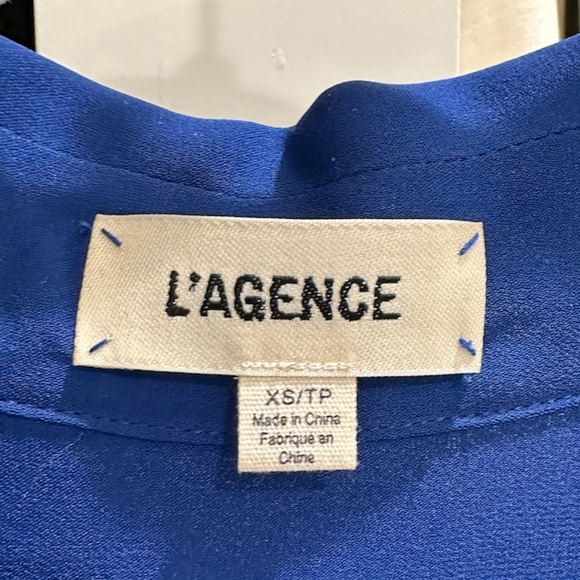 L'AGENCE
XS/TP
Made in China
Fabriqué en
Chine